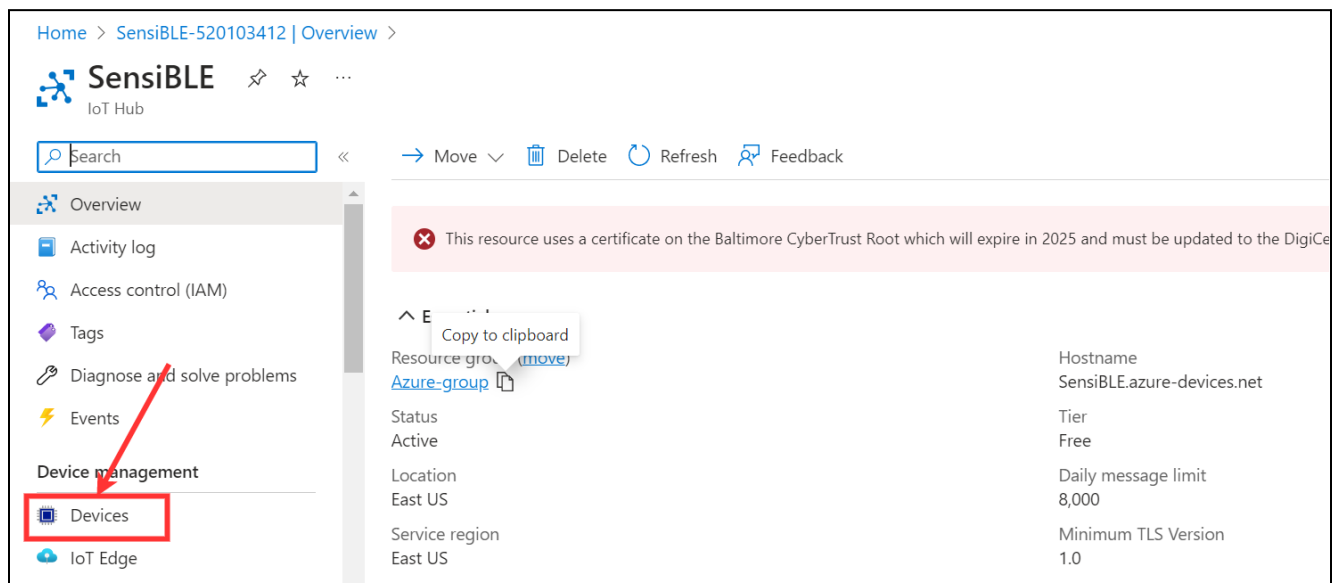 Home > SensiBLE-520103412 | Overview >
SensiBLE
IoT Hub
Search
«
Move
Delete
Refresh
Feedback
Overview
Activity log
Access control (IAM)
Tags
Diagnose and solve problems
Events
Device management
Devices
IoT Edge
This resource uses a certificate on the Baltimore CyberTrust Root which will expire in 2025 and must be updated to the DigiCe
Copy to clipboard
Resource (move)
Azure-group
Status
Active
Location
East US
Service region
East US
Hostname
SensiBLE.azure-devices.net
Tier
Free
Daily message limit
8,000
Minimum TLS Version
1.0